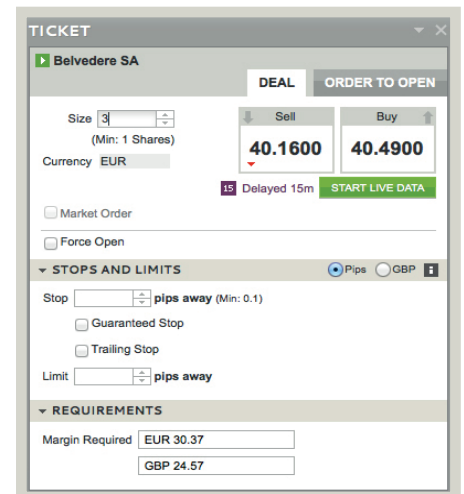 TICKET
Belvedere SA
DEAL ORDER TO OPEN
Size 3
(Min: 1 Shares)
Currency EUR
Sell Buy
40.1600 40.4900
15 Delayed 15m START LIVE DATA
Market Order
Force Open
STOPS AND LIMITS Pips GBP i
Stop pips away (Min: 0.1)
Guaranteed Stop
Trailing Stop
Limit pips away
REQUIREMENTS
Margin Required EUR 30.37
GBP 24.57